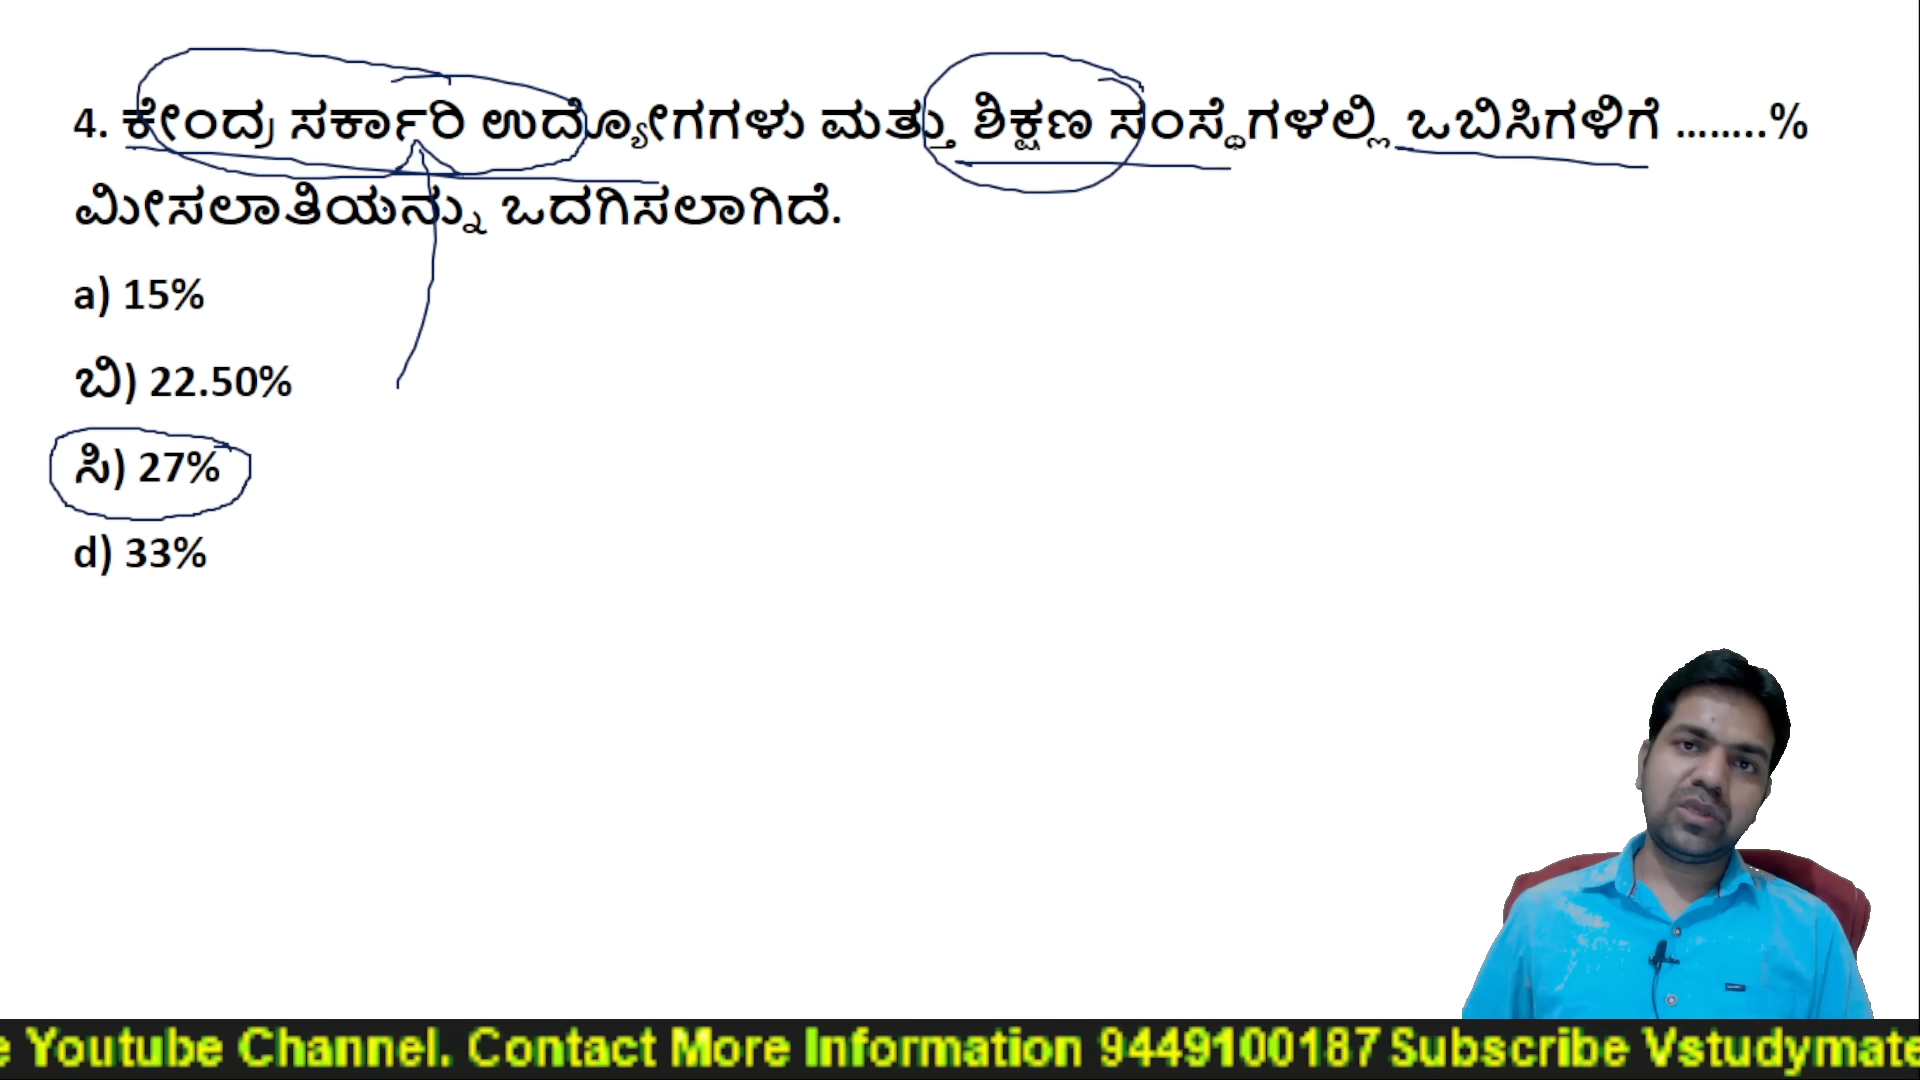 4. ಕೇಂದ್ರ ಸರ್ಕಾರಿ ಉದ್ಯೋಗಗಳು ಮತ್ತು ಶಿಕ್ಷಣ ಸಂಸ್ಥೆಗಳಲ್ಲಿ ಒಬಿಸಿಗಳಿಗೆ ........%
ಮೀಸಲಾತಿಯನ್ನು ಒದಗಿಸಲಾಗಿದೆ.
a) 15%
ಬಿ) 22.50%
ಸಿ) 27%
d) 33%
e Youtube Channel. Contact More Information 9449100187 Subscribe Vstudymate